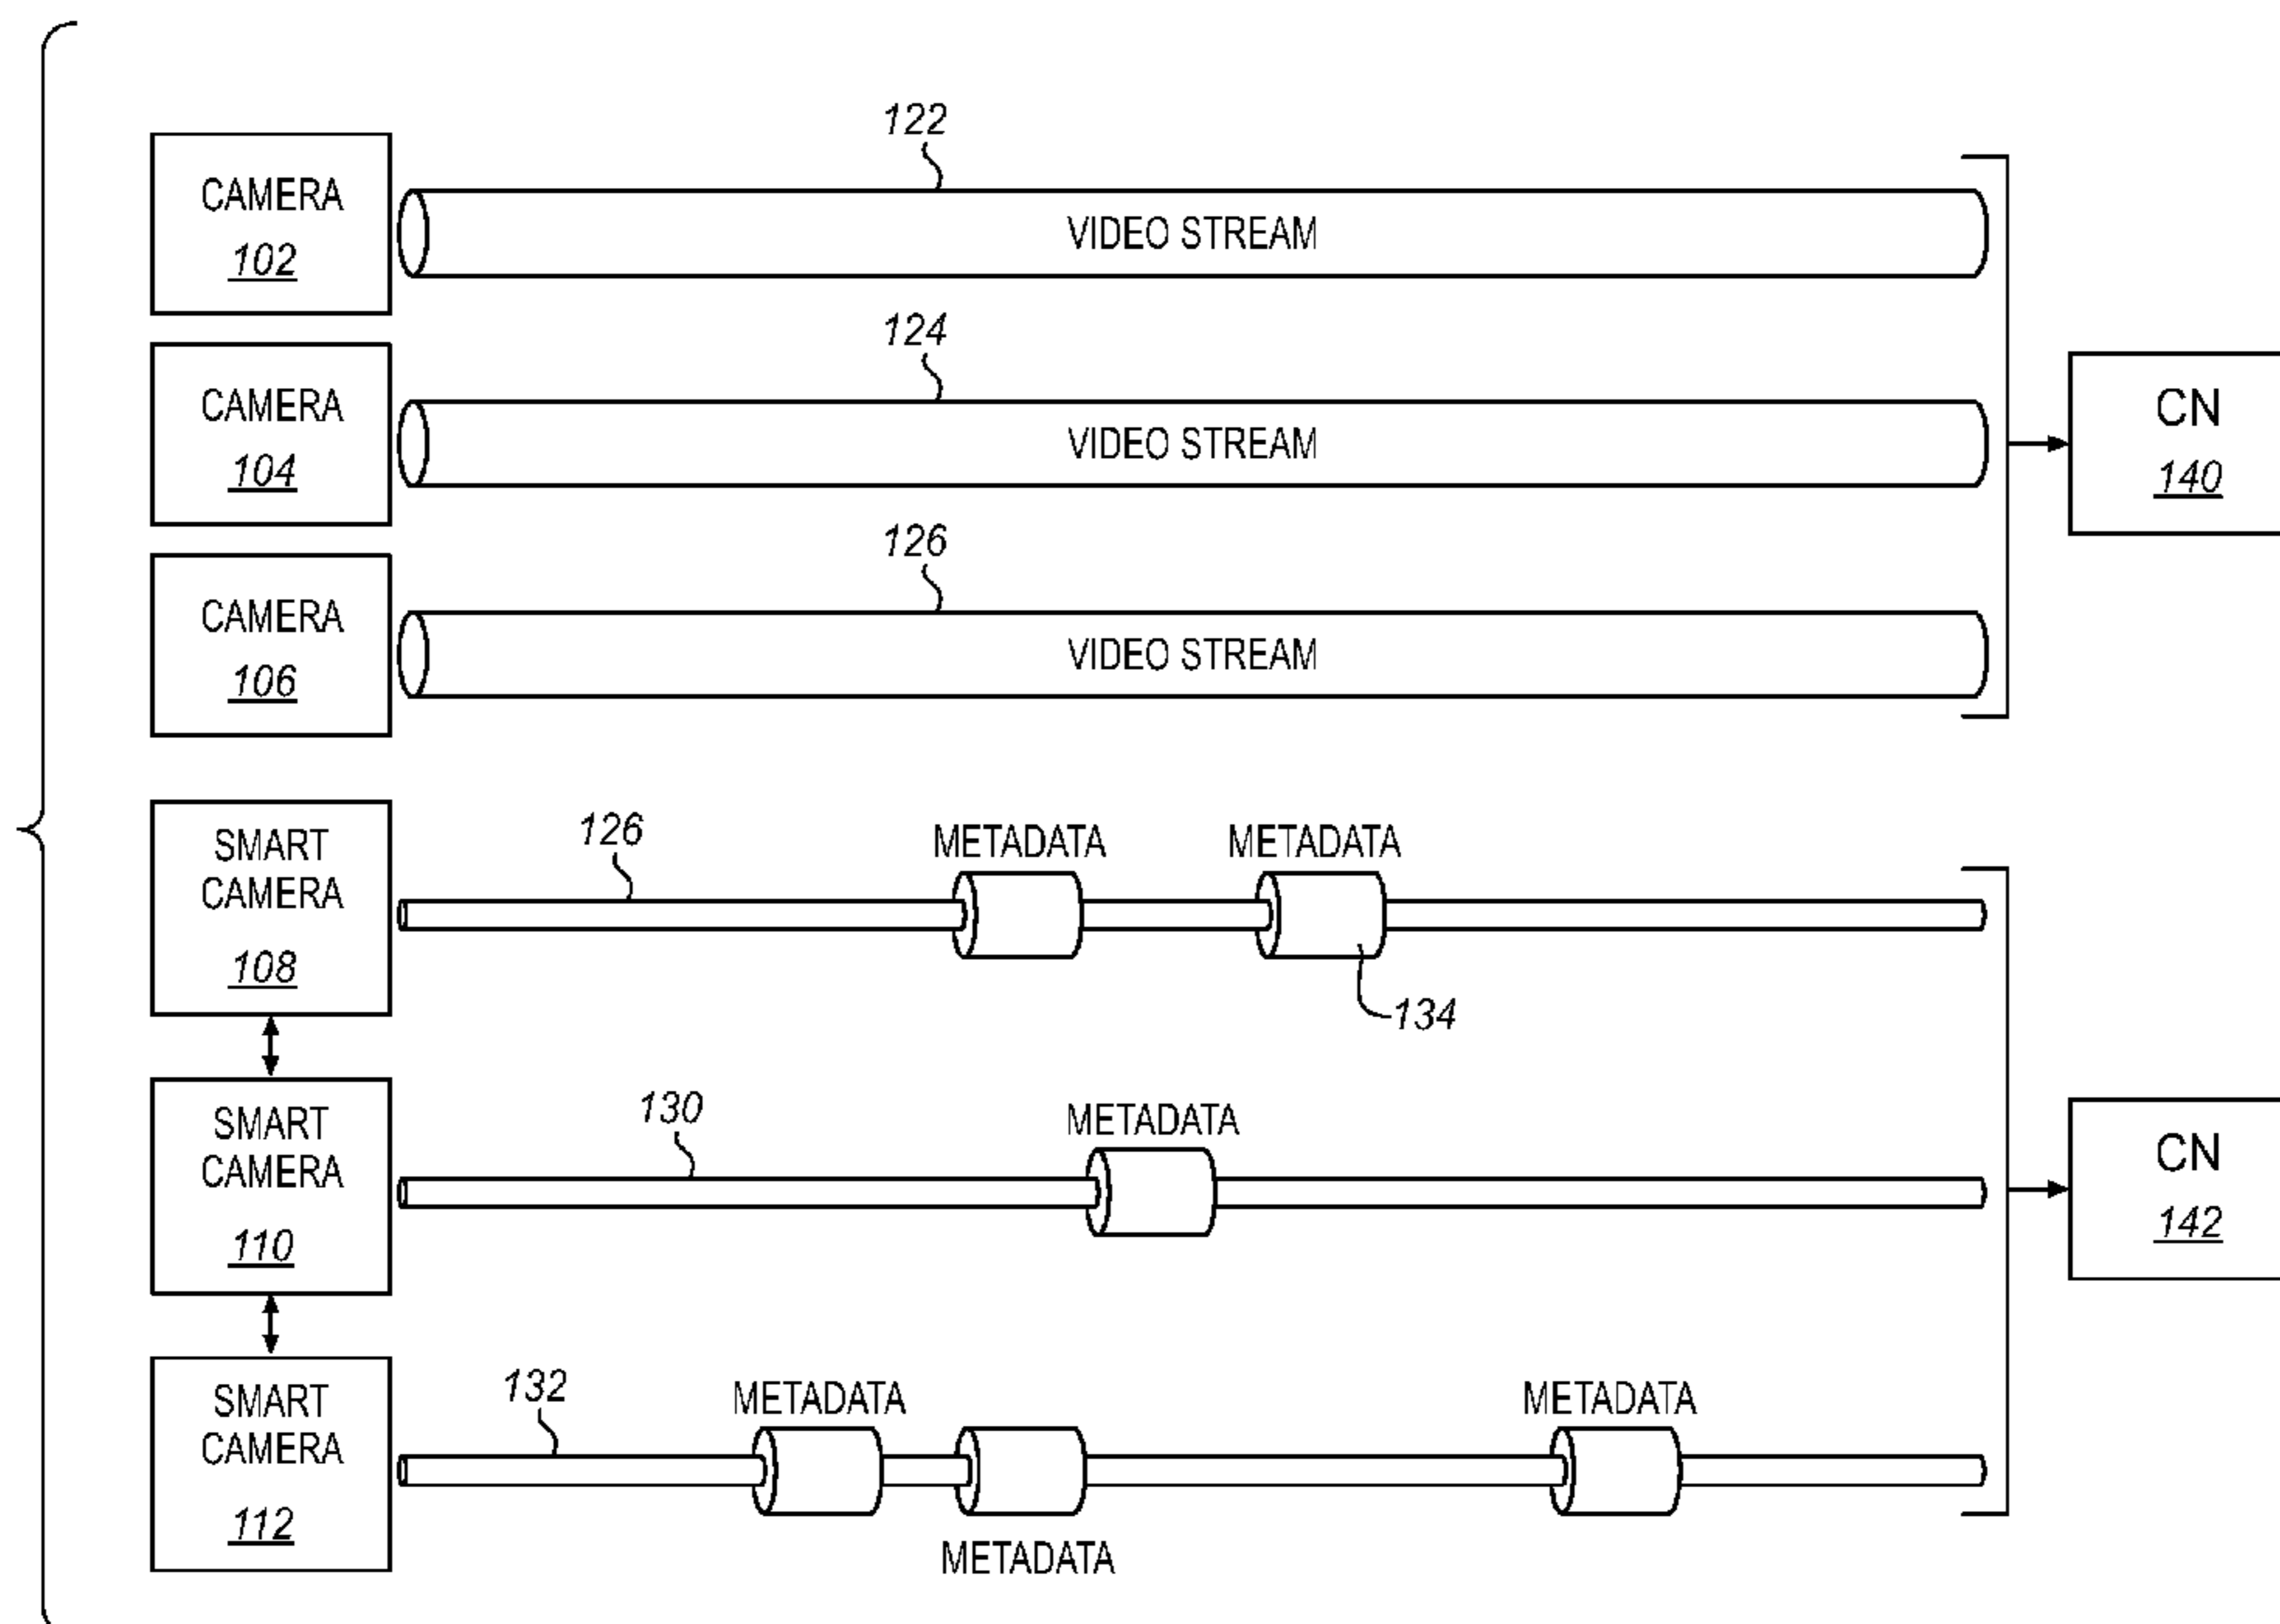 122
CAMERA
102
VIDEO STREAM
124
CAMERA
104
VIDEO STREAM
CN
140
126
CAMERA
106
VIDEO STREAM
SMART
CAMERA
108
126
METADATA
METADATA
134
SMART
CAMERA
110
130
METADATA
CN
142
SMART
CAMERA
112
132
METADATA
METADATA
METADATA